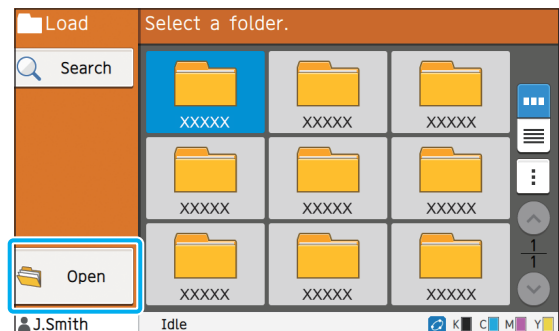 Load
Select a folder.
Search
XXXXX XXXXX XXXXX
XXXXX XXXXX XXXXX
1
1
Open
XXXXX XXXXX XXXXX
J.Smith Idle K C M Y